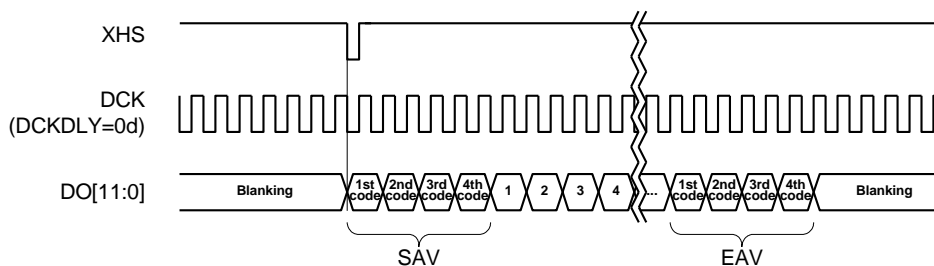 XHS
DCK
(DCKDLY=0d)
DO[11:0]
Blanking
1st code
2nd code
3rd code
4th code
1
2
3
4
...
1st code
2nd code
3rd code
4th code
Blanking
SAV
EAV